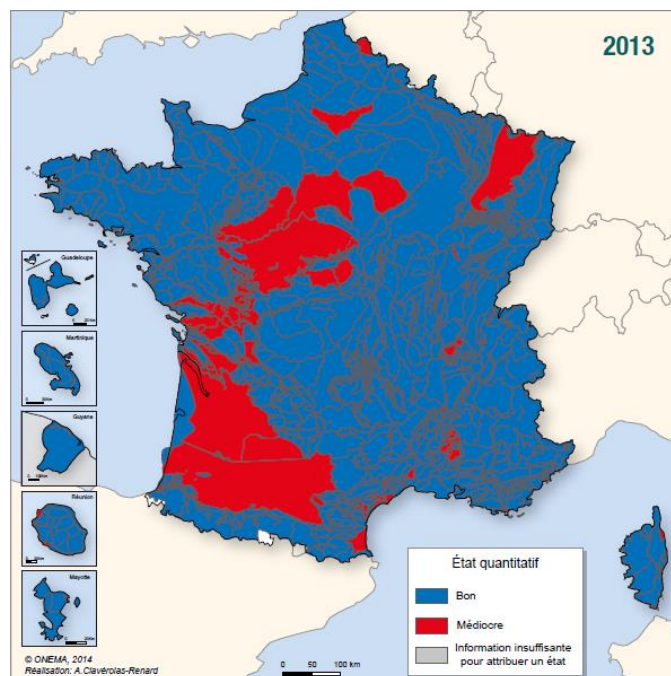 2013
Guadeloupe
Martinique
Guyane
Réunion
Mayotte
État quantitatif
Bon
Médiocre
Information insuffisante
pour attribuer un état
© ONEMA, 2014
Réalisation : A.Clavérolas-Renard
0 50 100 km